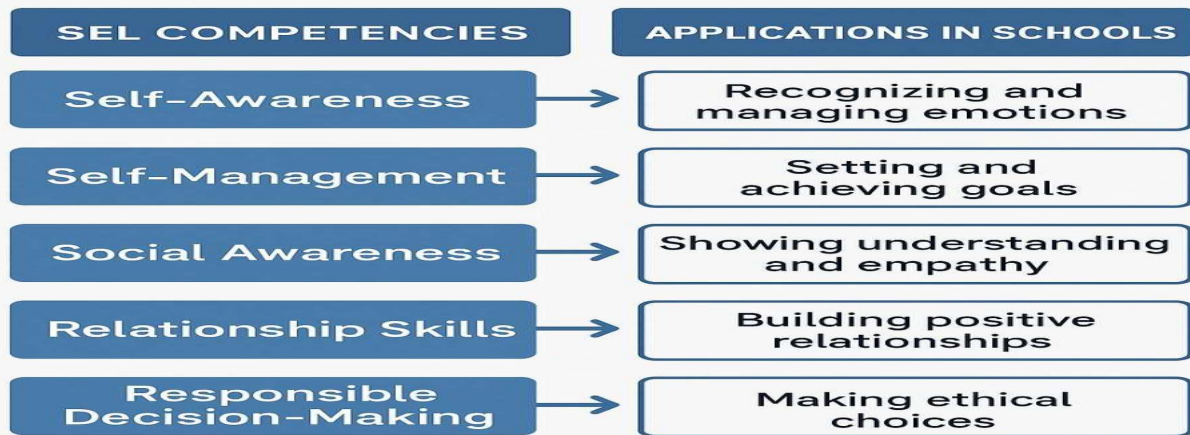 SEL COMPETENCIES
APPLICATIONS IN SCHOOLS
Self-Awareness
Recognizing and
managing emotions
Self-Management
Setting and
achieving goals
Social Awareness
Showing understanding
and empathy
Relationship Skills
Building positive
relationships
Responsible
Decision-Making
Making ethical
choices